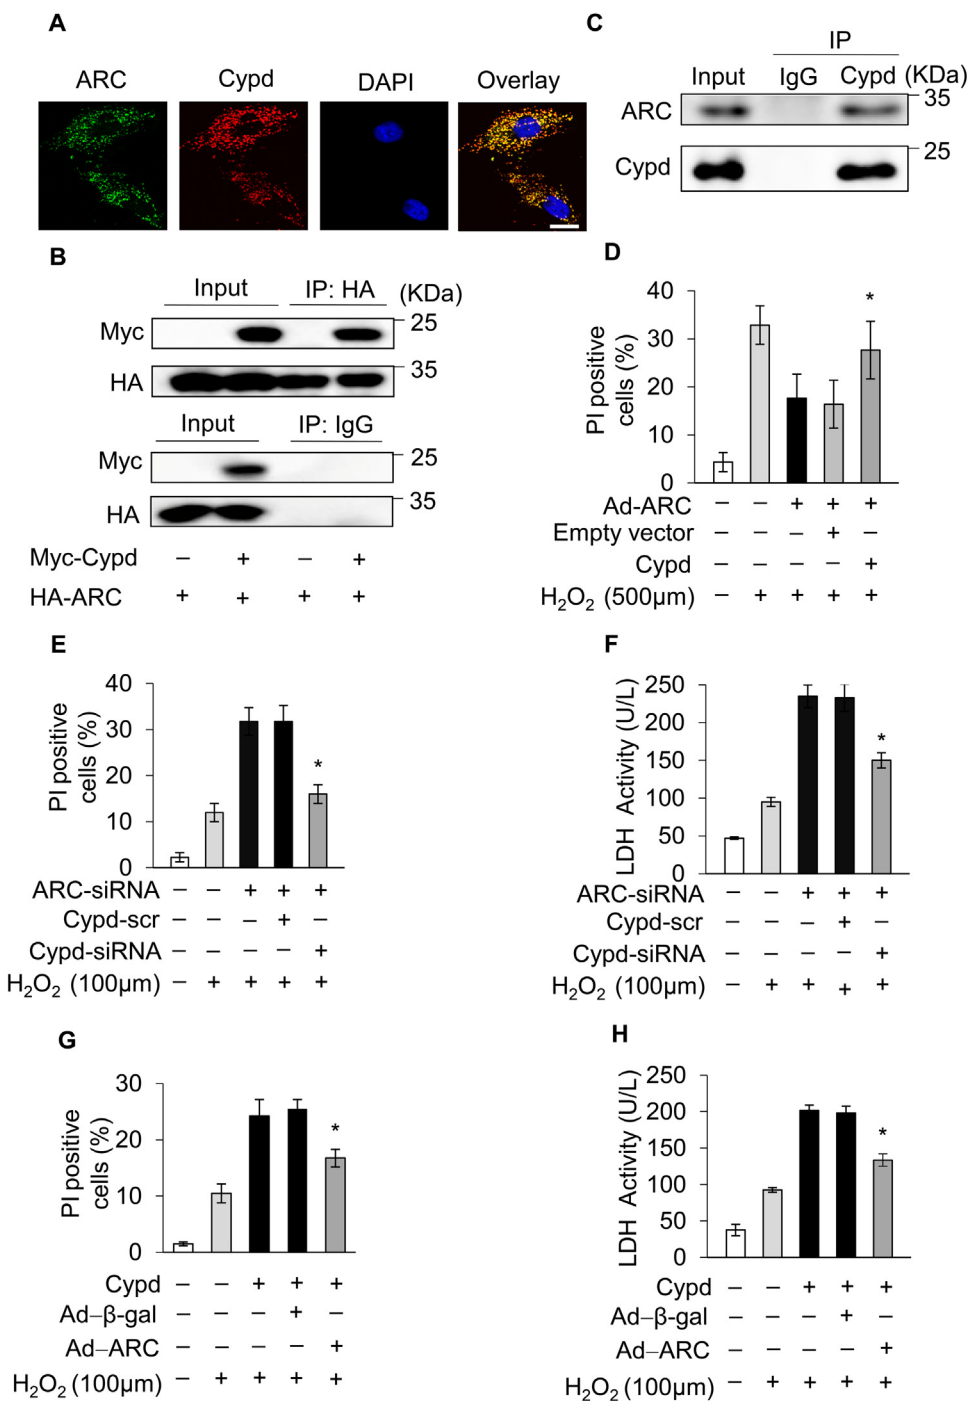 A
ARC Cypd DAPI Overlay
B
Input IP: HA (KDa)
Myc 25
HA 35
Input IP: IgG
Myc 25
HA 35
Myc-Cypd − + − +
HA-ARC + + + +
C
IP
Input IgG Cypd (KDa)
ARC 35
Cypd 25
D
PI positive
cells (%)
40
30
20
10
0
*
Ad-ARC − − + + +
Empty vector − − − + −
Cypd − − − − +
H₂O₂ (500μm) − + + + +
E
PI positive
cells (%)
40
30
20
10
0
*
ARC-siRNA − − + + +
Cypd-scr − − − + −
Cypd-siRNA − − − − +
H₂O₂ (100μm) − + + + +
F
LDH Activity (U/L)
250
200
150
100
50
0
*
ARC-siRNA − − + + +
Cypd-scr − − − + −
Cypd-siRNA − − − − +
H₂O₂ (100μm) − + + + +
G
PI positive
cells (%)
30
20
10
0
*
Cypd − − + + +
Ad−β-gal − − − + −
Ad−ARC − − − − +
H₂O₂ (100μm) − + + + +
H
LDH Activity (U/L)
250
200
150
100
50
0
*
Cypd − − + + +
Ad−β-gal − − − + −
Ad−ARC − − − − +
H₂O₂ (100μm) − + + + +